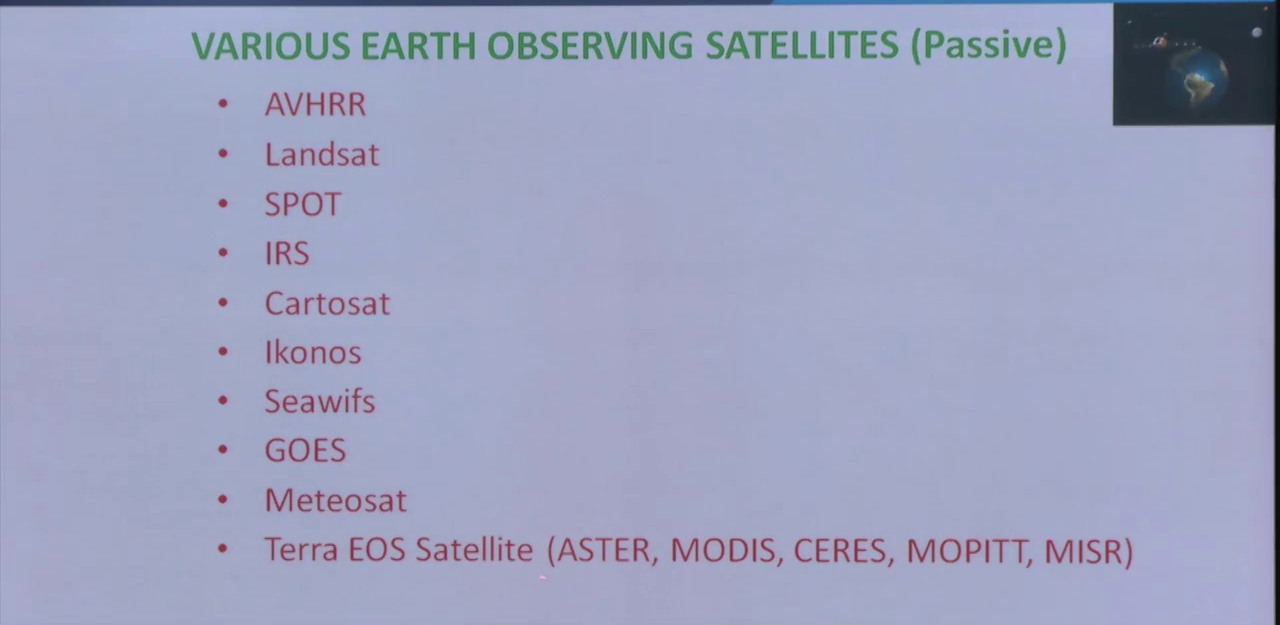 VARIOUS EARTH OBSERVING SATELLITES (Passive)
• AVHRR
• Landsat
• SPOT
• IRS
• Cartosat
• Ikonos
• Seawifs
• GOES
• Meteosat
• Terra EOS Satellite (ASTER, MODIS, CERES, MOPITT, MISR)